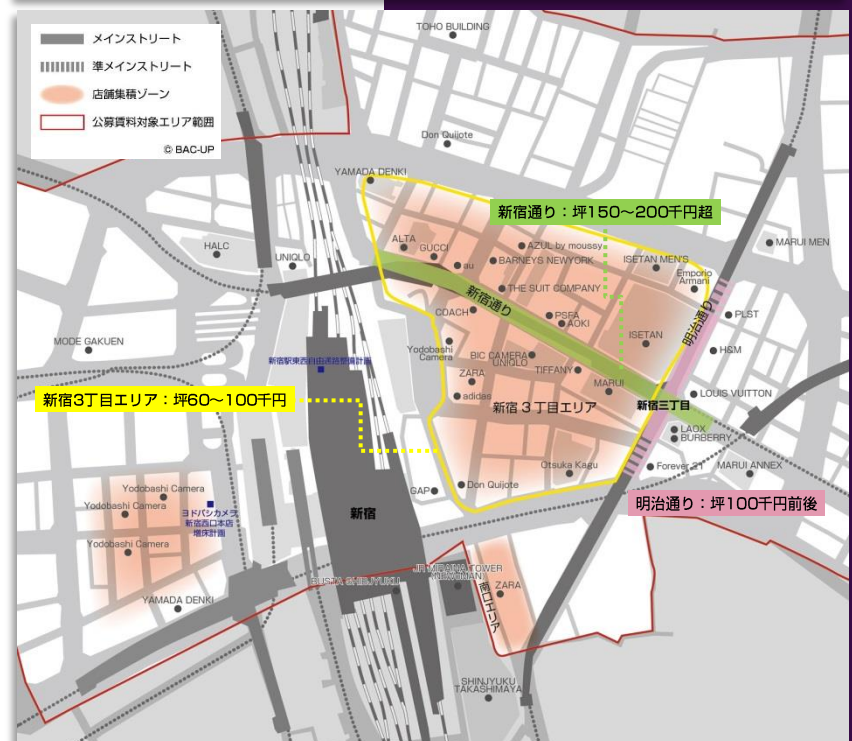 メインストリート
準メインストリート
店舗集積ゾーン
公募賃料対象エリア範囲
© BAC-UP
TOHO BUILDING
Don Quijote
YAMADA DENKI
新宿通り：坪150～200千円超
HALC
UNIQLO
ALTA
GUCCI
au
AZUL by moussy
BARNEYS NEWYORK
ISETAN MEN'S
Emporio
Armani
MARUI MEN
THE SUIT COMPANY
新宿通り
COACH
PSFA
AOKI
ISETAN
明治通り
PLST
H&M
MODE GAKUEN
新宿駅東西自由通路整備計画
Yodobashi
Camera
BIC CAMERA
UNIQLO
ZARA
TIFFANY
MARUI
LOUIS VUITTON
新宿3丁目エリア：坪60～100千円
adidas
新宿３丁目エリア
新宿三丁目
LAOX
BURBERRY
Otsuka Kagu
Forever 21
MARUI ANNEX
Yodobashi Camera
Yodobashi Camera
Yodobashi Camera
ヨドバシカメラ
新宿西口本店
増床計画
GAP
Don Quijote
新宿
明治通り：坪100千円前後
YAMADA DENKI
BUSTA SHINJYUKU
JR MIRAINA TOWER
(NEWOMAN)
南口エリア
ZARA
SHINJYUKU
TAKASHIMAYA